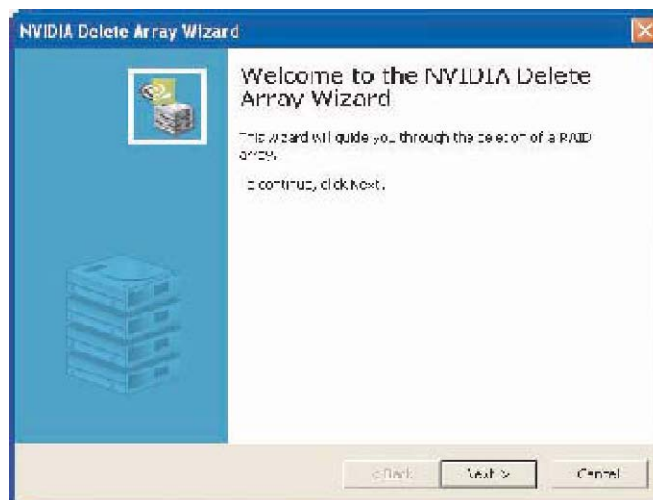 NVIDIA Delete Array Wizard
Welcome to the NVIDIA Delete
Array Wizard
This wizard will guide you through the deletion of a RAID
array.
To continue, click Next.
< Back
Next >
Cancel